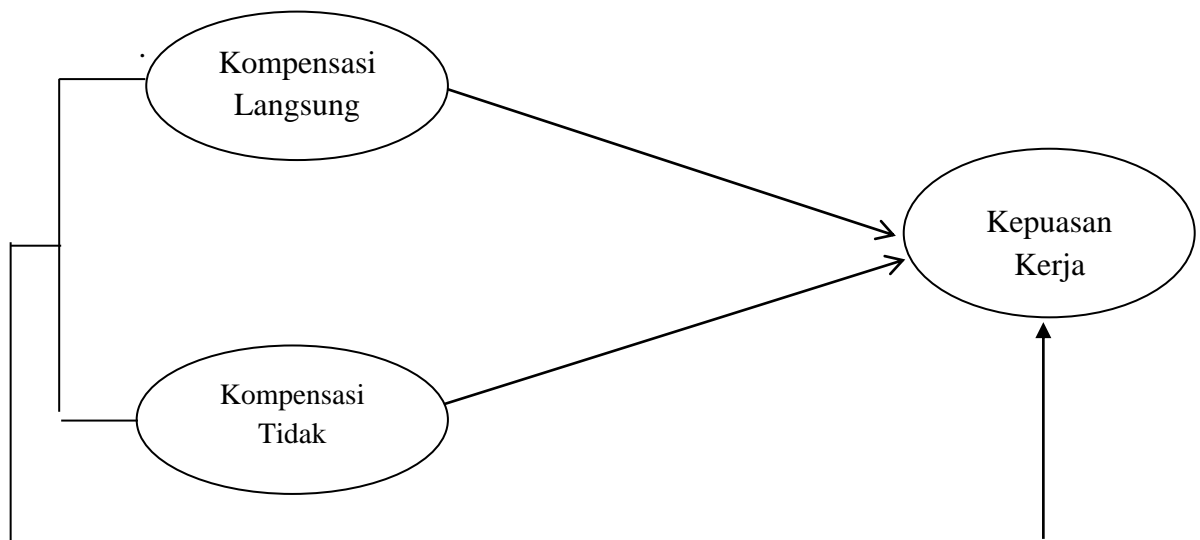 Kompensasi
Langsung
Kepuasan
Kerja
Kompensasi
Tidak